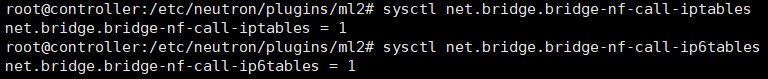 root@controller:/etc/neutron/plugins/ml2# sysctl net.bridge.bridge-nf-call-iptables
net.bridge.bridge-nf-call-iptables = 1
root@controller:/etc/neutron/plugins/ml2# sysctl net.bridge.bridge-nf-call-ip6tables
net.bridge.bridge-nf-call-ip6tables = 1